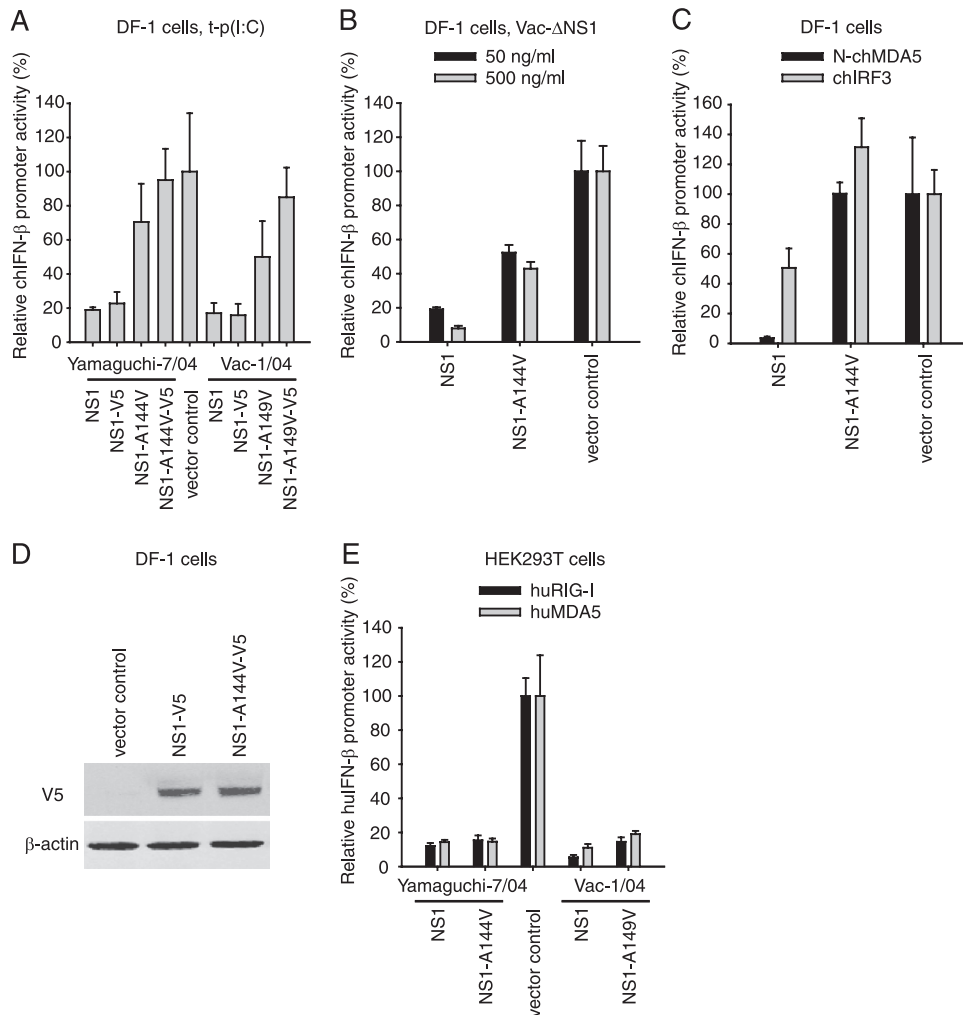 A
DF-1 cells, t-p(I:C)
Relative chIFN-β promoter activity (%)
140
120
100
80
60
40
20
0
Yamaguchi-7/04
Vac-1/04
NS1
NS1-V5
NS1-A144V
NS1-A144V-V5
vector control
NS1
NS1-V5
NS1-A149V
NS1-A149V-V5
B
DF-1 cells, Vac-ΔNS1
50 ng/ml
500 ng/ml
Relative chIFN-β promoter activity (%)
140
120
100
80
60
40
20
0
NS1
NS1-A144V
vector control
C
DF-1 cells
N-chMDA5
chIRF3
Relative chIFN-β promoter activity (%)
160
140
120
100
80
60
40
20
0
NS1
NS1-A144V
vector control
D
DF-1 cells
vector control
NS1-V5
NS1-A144V-V5
V5
β-actin
E
HEK293T cells
huRIG-I
huMDA5
Relative huIFN-β promoter activity (%)
140
120
100
80
60
40
20
0
Yamaguchi-7/04
Vac-1/04
NS1
NS1-A144V
vector control
NS1
NS1-A149V